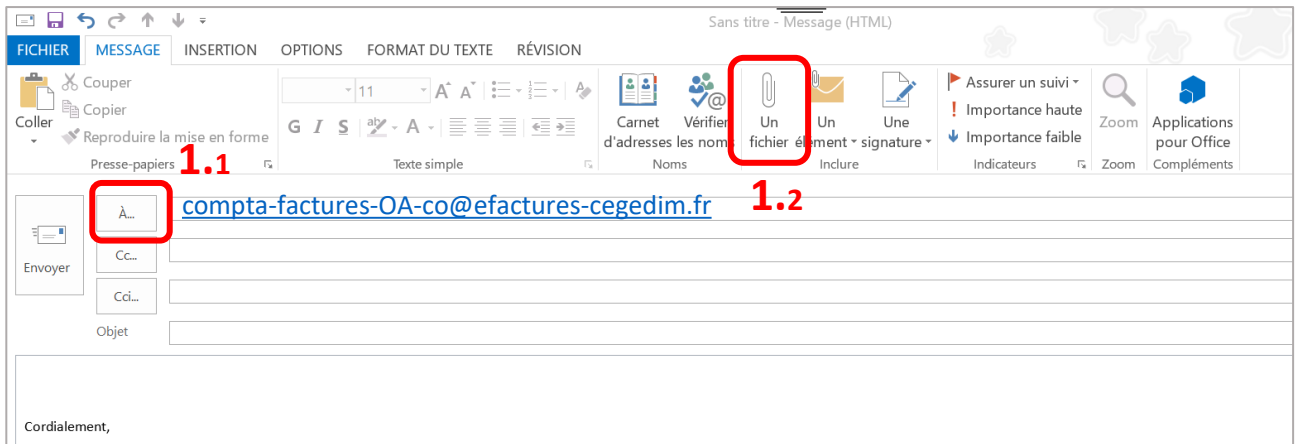 Sans titre - Message (HTML)
FICHIER MESSAGE INSERTION OPTIONS FORMAT DU TEXTE RÉVISION
Couper
Copier
Reproduire la mise en forme
Coller
Presse-papiers
11
G I S
Texte simple
Carnet d'adresses
Vérifier les noms
Noms
Un fichier
Un élément
Une signature
Inclure
Assurer un suivi
Importance haute
Importance faible
Indicateurs
Zoom
Zoom
Applications pour Office
Compléments
1.1
1.2
À...
compta-factures-OA-co@efactures-cegedim.fr
Envoyer
Cc...
Cci...
Objet
Cordialement,